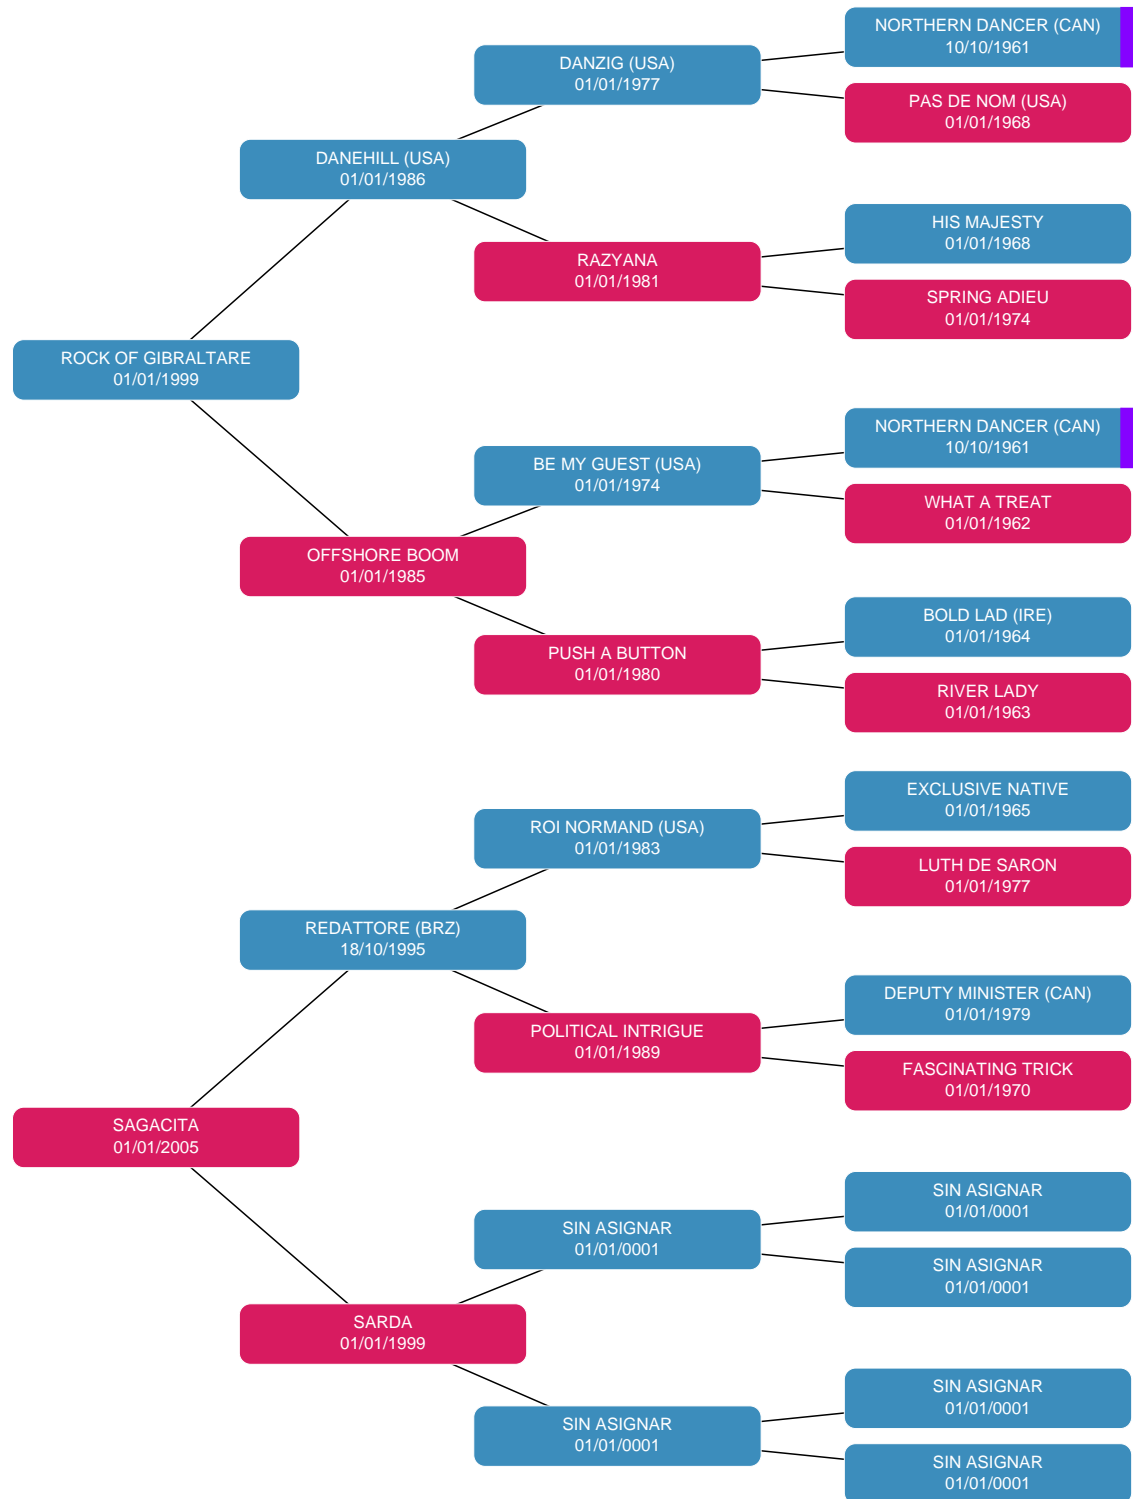 NORTHERN DANCER (CAN)
10/10/1961
DANZIG (USA)
01/01/1977
PAS DE NOM (USA)
01/01/1968
DANEHILL (USA)
01/01/1986
HIS MAJESTY
01/01/1968
RAZYANA
01/01/1981
SPRING ADIEU
01/01/1974
ROCK OF GIBRALTARE
01/01/1999
NORTHERN DANCER (CAN)
10/10/1961
BE MY GUEST (USA)
01/01/1974
WHAT A TREAT
01/01/1962
OFFSHORE BOOM
01/01/1985
BOLD LAD (IRE)
01/01/1964
PUSH A BUTTON
01/01/1980
RIVER LADY
01/01/1963
EXCLUSIVE NATIVE
01/01/1965
ROI NORMAND (USA)
01/01/1983
LUTH DE SARON
01/01/1977
REDATTORE (BRZ)
18/10/1995
DEPUTY MINISTER (CAN)
01/01/1979
POLITICAL INTRIGUE
01/01/1989
FASCINATING TRICK
01/01/1970
SAGACITA
01/01/2005
SIN ASIGNAR
01/01/0001
SIN ASIGNAR
01/01/0001
SIN ASIGNAR
01/01/0001
SARDA
01/01/1999
SIN ASIGNAR
01/01/0001
SIN ASIGNAR
01/01/0001
SIN ASIGNAR
01/01/0001